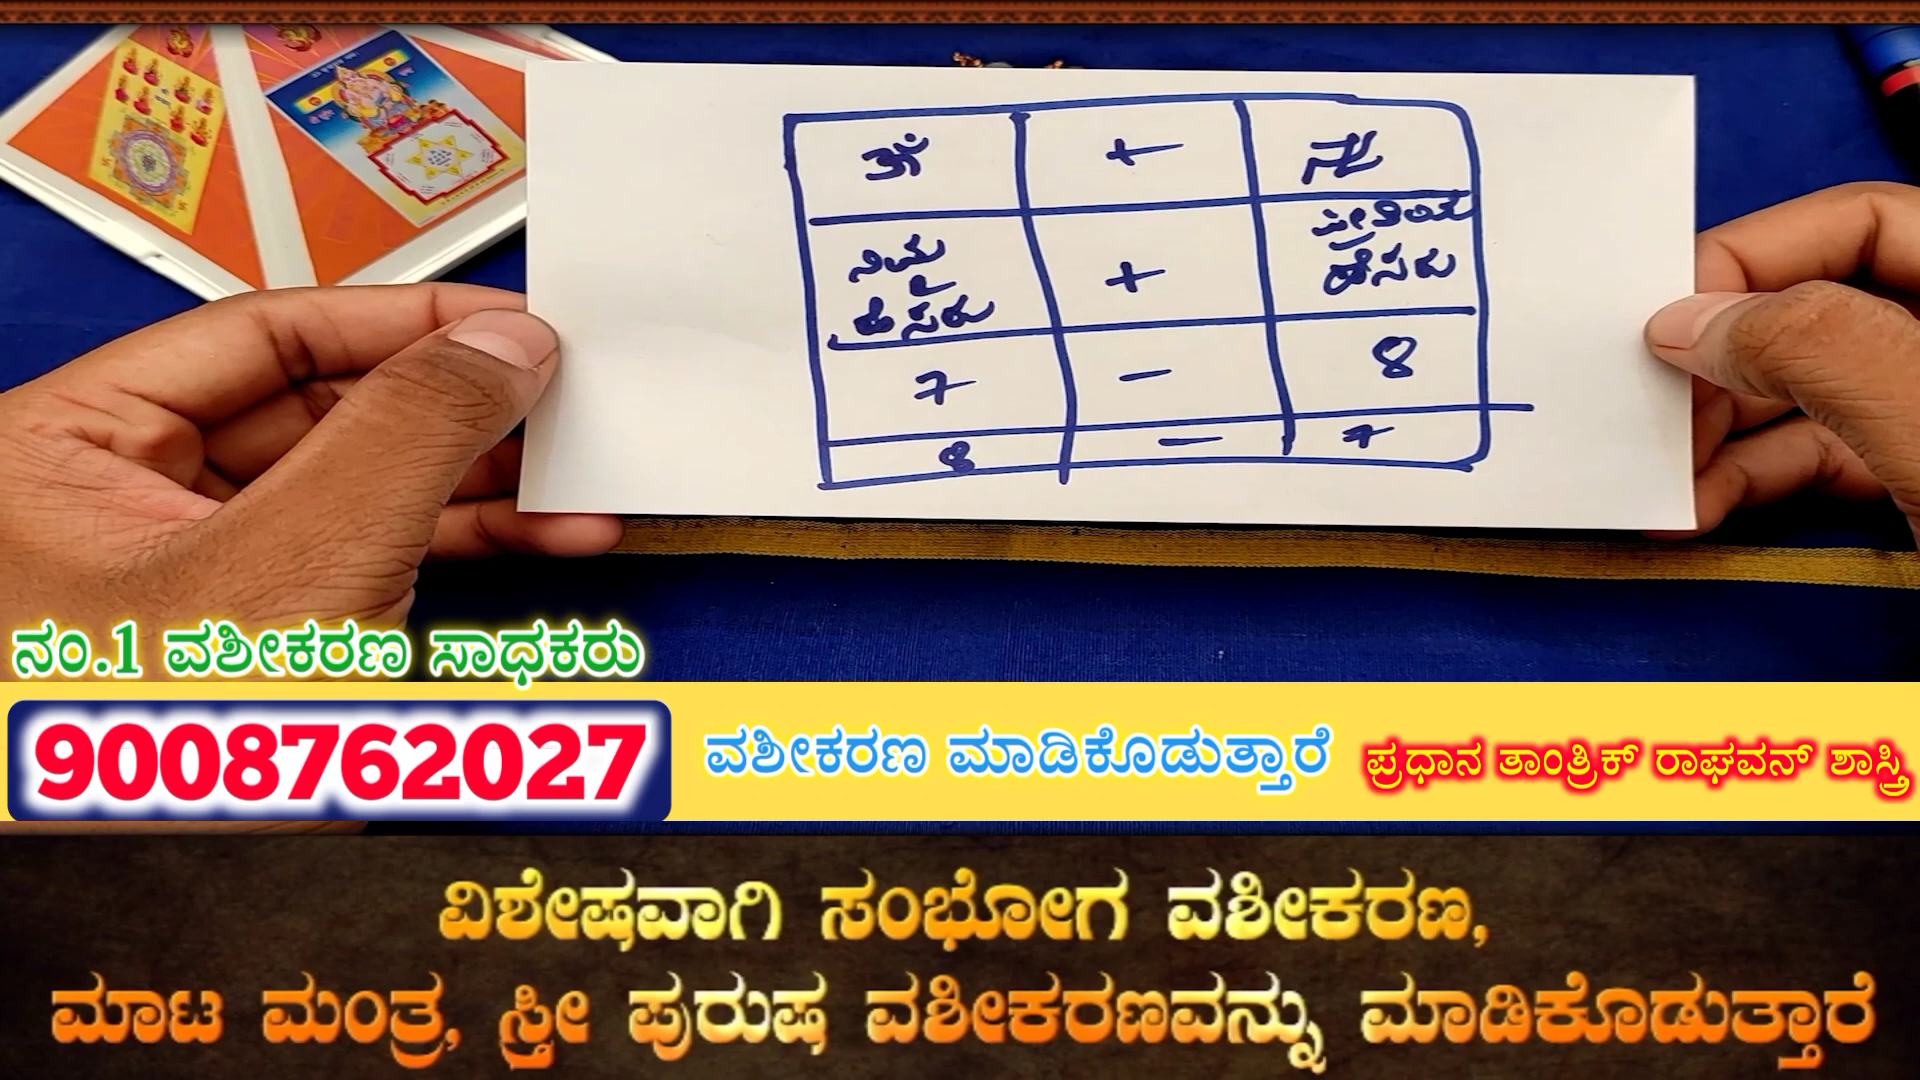 ಓಂ + ನಃ
ನಿಮ್ಮ ಹೆಸರು + ಪ್ರೀತಿಯ ಹೆಸರು
7 - 8
8 - 7
ನಂ.1 ವಶೀಕರಣ ಸಾಧಕರು
9008762027 ವಶೀಕರಣ ಮಾಡಿಕೊಡುತ್ತಾರೆ ಪ್ರಧಾನ ತಾಂತ್ರಿಕ್ ರಾಘವನ್ ಶಾಸ್ತ್ರಿ
ವಿಶೇಷವಾಗಿ ಸಂಭೋಗ ವಶೀಕರಣ,
ಮಾಟ ಮಂತ್ರ, ಸ್ತ್ರೀ ಪುರುಷ ವಶೀಕರಣವನ್ನು ಮಾಡಿಕೊಡುತ್ತಾರೆ